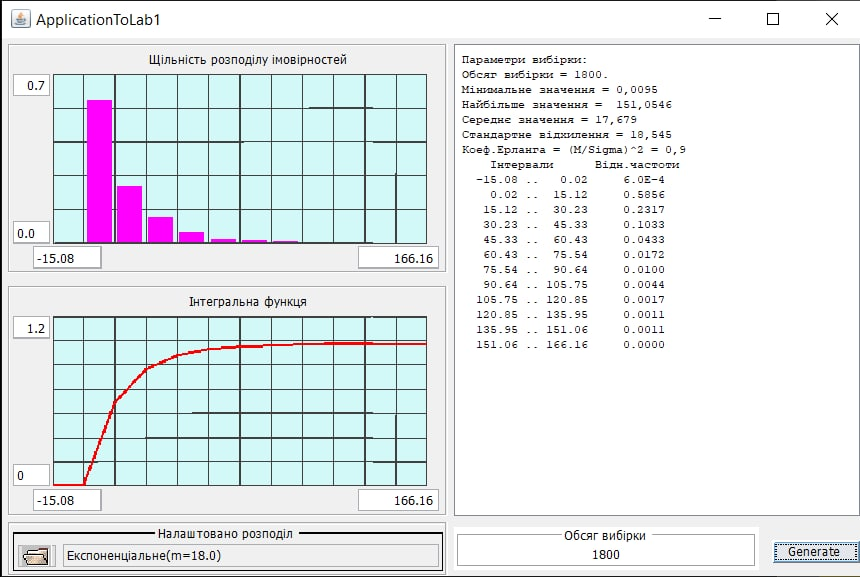 ApplicationToLab1
Щільність розподілу імовірностей
0.7
0.0
-15.08
166.16
Інтегральна функця
1.2
0
-15.08
166.16
Налаштовано розподіл
Експоненціальне(m=18.0)
Параметри вибірки:
Обсяг вибірки = 1800.
Мінімальне значення = 0,0095
Найбільше значення =  151,0546
Середнє значення = 17,679
Стандартне відхилення = 18,545
Коеф.Ерланга = (M/Sigma)^2 = 0,9
Інтервали Відн.частоти
-15.08 .. 0.02 6.0E-4
0.02 .. 15.12 0.5856
15.12 .. 30.23 0.2317
30.23 .. 45.33 0.1033
45.33 .. 60.43 0.0433
60.43 .. 75.54 0.0172
75.54 .. 90.64 0.0100
90.64 .. 105.75 0.0044
105.75 .. 120.85 0.0017
120.85 .. 135.95 0.0011
135.95 .. 151.06 0.0011
151.06 .. 166.16 0.0000
Обсяг вибірки
1800
Generate